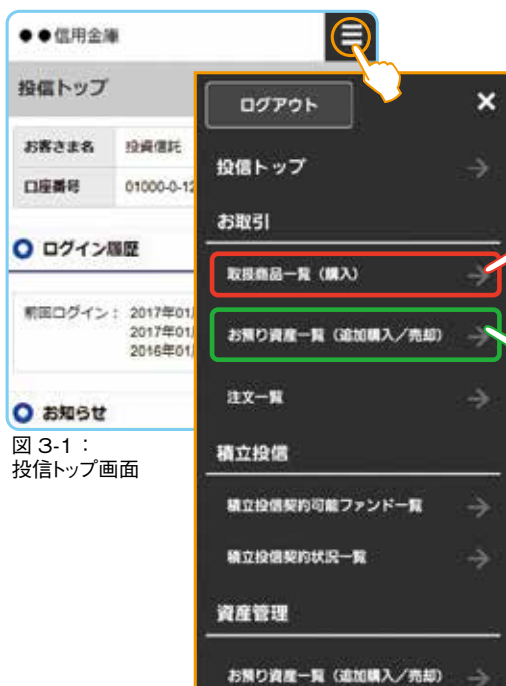 ●●信用金庫
投信トップ
お客さま名 投資信託
口座番号 01000-0-12
ログイン履歴
前回ログイン： 2017年01
2017年01
2016年01
お知らせ
図 3-1 ：
投信トップ画面
ログアウト
×
投信トップ
お取引
取扱商品一覧（購入）
お預り資産一覧（追加購入／売却）
注文一覧
積立投信
積立投信契約可能ファンド一覧
積立投信契約状況一覧
資産管理
お預り資産一覧（追加購入／売却）